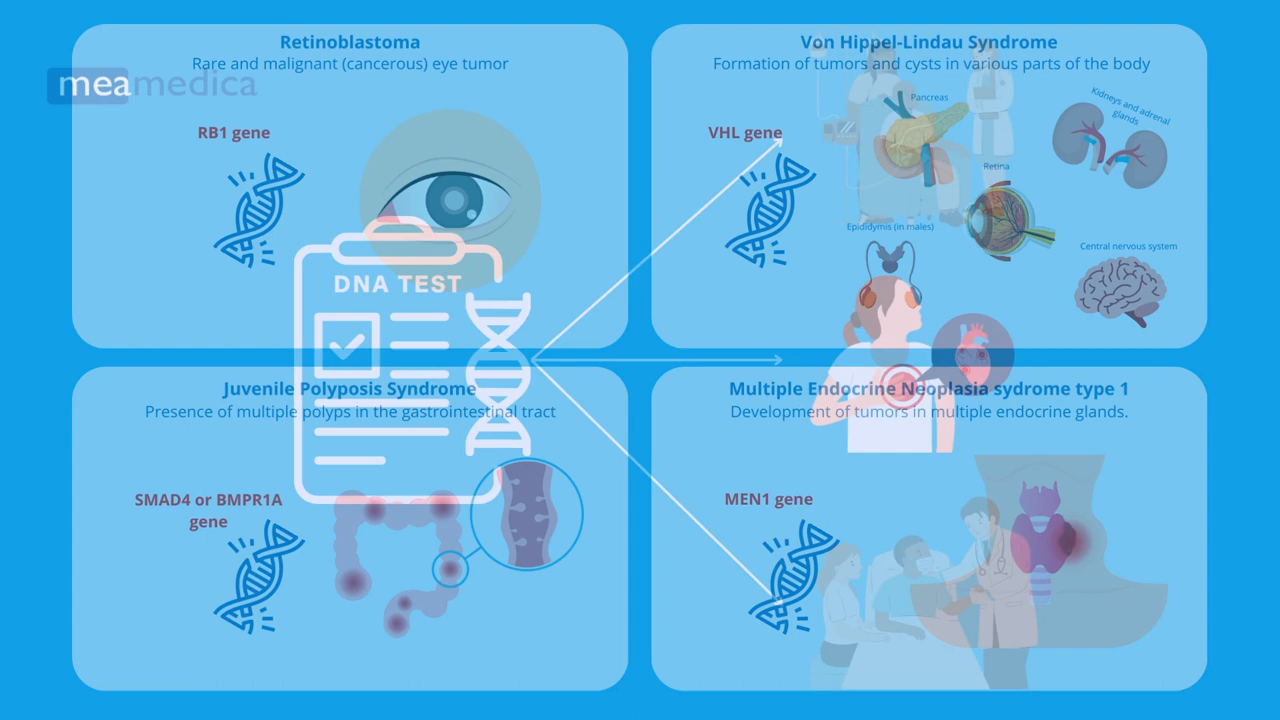 Retinoblastoma
Rare and malignant (cancerous) eye tumor
meamedica
RB1 gene
DNA TEST
Von Hippel-Lindau Syndrome
Formation of tumors and cysts in various parts of the body
Pancreas
Kidneys and adrenal
glands
VHL gene
Retina
Epididymis (in males)
Central nervous system
Juvenile Polyposis Syndrome
Presence of multiple polyps in the gastrointestinal tract
SMAD4 or BMPR1A
gene
Multiple Endocrine Neoplasia sydrome type 1
Development of tumors in multiple endocrine glands.
MEN1 gene